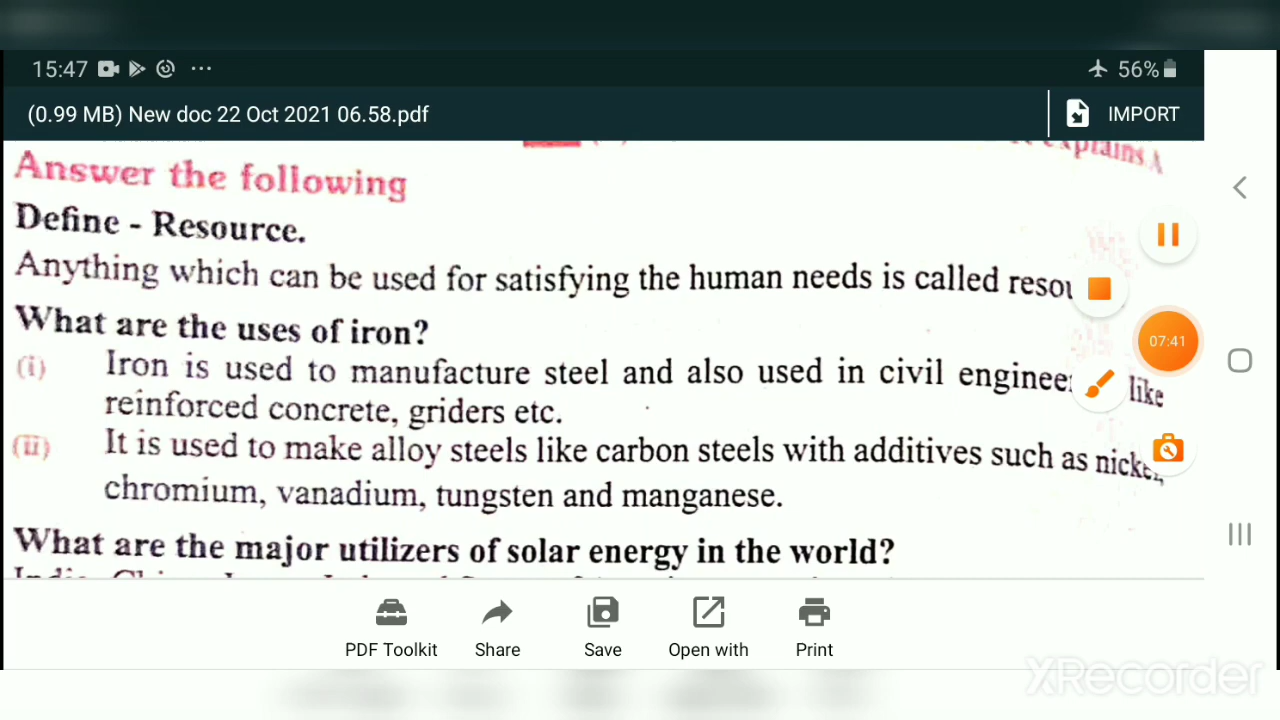 15:47 ... 56%
(0.99 MB) New doc 22 Oct 2021 06.58.pdf IMPORT
Answer the following
Define - Resource.
Anything which can be used for satisfying the human needs is called
What are the uses of iron?
(i) Iron is used to manufacture steel and also used in civil like
reinforced concrete, griders etc.
(ii) It is used to make alloy steels like carbon steels with additives such as
chromium, vanadium, tungsten and manganese.
What are the major utilizers of solar energy in the world?
07:41
PDF Toolkit Share Save Open with Print
XRecorder